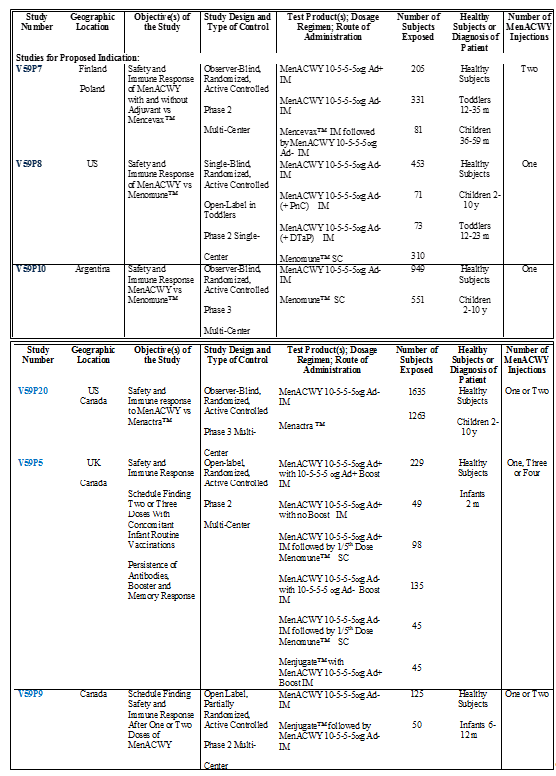 Study
Number
Geographic
Location
Objective(s) of
the Study
Study Design and
Type of Control
Test Product(s); Dosage
Regimen; Route of
Administration
Number of
Subjects
Exposed
Healthy
Subjects or
Diagnosis of
Patient
Number of
MenACWY
Injections
Studies for Proposed Indication:
V59P7
Finland
Poland
Safety and
Immune Response
of MenACWY
with and without
Adjuvant vs
Mencevax™
Observer-Blind,
Randomized,
Active Controlled
Phase 2
Multi-Center
MenACWY 10-5-5-5og Ad+
IM
MenACWY 10-5-5-5og Ad-
IM
Mencevax™ IM followed
by MenACWY 10-5-5-5og
Ad- IM
205
331
81
Healthy
Subjects
Toddlers
12-35 m
Children
36-59 m
Two
V59P8
US
Safety and
Immune Response
of MenACWY vs
Menomune™
Single-Blind,
Randomized,
Active Controlled
Open-Label in
Toddlers
Phase 2 Single-
Center
MenACWY 10-5-5-5og Ad-
IM
MenACWY 10-5-5-5og Ad-
(+ PnC) IM
MenACWY 10-5-5-5og Ad-
(+ DTaP) IM
Menomune™ SC
453
71
73
310
Healthy
Subjects
Children 2-
10 y
Toddlers
12-23 m
One
V59P10
Argentina
Safety and
Immune Response
MenACWY vs
Menomune™
Observer-Blind,
Randomized,
Active Controlled
Phase 3
Multi-Center
MenACWY 10-5-5-5og Ad-
IM
Menomune™ SC
949
551
Healthy
Subjects
Children
2-10 y
One
Study
Number
Geographic
Location
Objective(s) of
the Study
Study Design and
Type of Control
Test Product(s); Dosage
Regimen; Route of
Administration
Number of
Subjects
Exposed
Healthy
Subjects or
Diagnosis of
Patient
Number of
MenACWY
Injections
V59P20
US
Canada
Safety and
Immune response
to MenACWY vs
Menactra™
Observer-Blind,
Randomized,
Active Controlled
Phase 3 Multi-
Center
MenACWY 10-5-5-5og Ad-
IM
Menactra ™
1635
1263
Healthy
Subjects
Children 2-
10 y
One or Two
V59P5
UK
Canada
Safety and
Immune Response
Schedule Finding
Two or Three
Doses With
Concomitant
Infant Routine
Vaccinations
Persistence of
Antibodies,
Booster and
Memory Response
Open-label,
Randomized,
Active Controlled
Phase 2
Multi-Center
MenACWY 10-5-5-5og Ad+
with 10-5-5-5 og Ad+ Boost
IM
MenACWY 10-5-5-5og Ad+
with no Boost IM
MenACWY 10-5-5-5og Ad+
IM followed by 1/5th Dose
Menomune™ SC
MenACWY 10-5-5-5og Ad-
with 10-5-5-5 og Ad- Boost
IM
MenACWY 10-5-5-5og Ad-
IM followed by 1/5th Dose
Menomune™ SC
Menjugate™ with
MenACWY 10-5-5-5og Ad+
Boost IM
229
49
98
135
45
45
Healthy
Subjects
Infants
2 m
One, Three
or Four
V59P9
Canada
Schedule Finding
Safety and
Immune Response
After One or Two
Doses of
MenACWY
Open Label,
Partially
Randomized,
Active Controlled
Phase 2 Multi-
Center
MenACWY 10-5-5-5og Ad-
IM
Menjugate™ followed by
MenACWY 10-5-5-5og Ad-
IM
125
50
Healthy
Subjects
Infants 6-
12m
One or Two